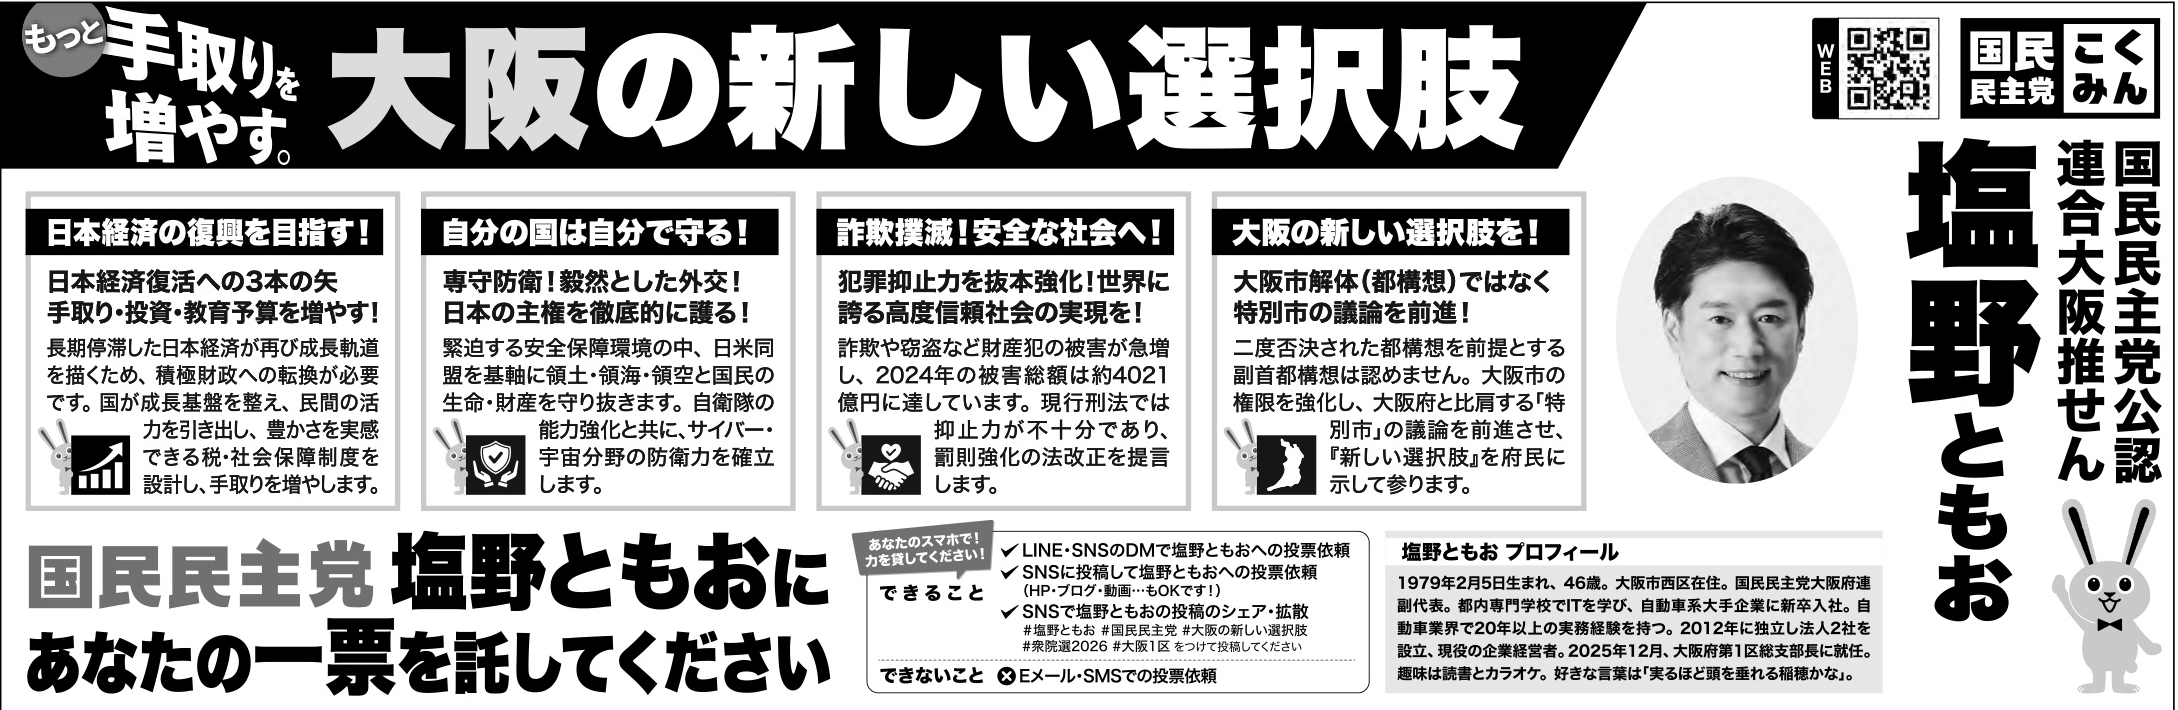 もっと
手取りを
増やす。
大阪の新しい選択肢
WEB
国民
民主党
こく
みん
国民民主党公認
連合大阪推せん
塩野ともお
日本経済の復興を目指す！
日本経済復活への3本の矢
手取り・投資・教育予算を増やす！
長期停滞した日本経済が再び成長軌道
を描くため、積極財政への転換が必要
です。国が成長基盤を整え、民間の活
力を引き出し、豊かさを実感
できる税・社会保障制度を
設計し、手取りを増やします。
自分の国は自分で守る！
専守防衛！毅然とした外交！
日本の主権を徹底的に護る！
緊迫する安全保障環境の中、日米同
盟を基軸に領土・領海・領空と国民の
生命・財産を守り抜きます。自衛隊の
能力強化と共に、サイバー・
宇宙分野の防衛力を確立
します。
詐欺撲滅！安全な社会へ！
犯罪抑止力を抜本強化！世界に
誇る高度信頼社会の実現を！
詐欺や窃盗など財産犯の被害が急増
し、2024年の被害総額は約4021
億円に達しています。現行刑法では
抑止力が不十分であり、
罰則強化の法改正を提言
します。
大阪の新しい選択肢を！
大阪市解体（都構想）ではなく
特別市の議論を前進！
二度否決された都構想を前提とする
副首都構想は認めません。大阪市の
権限を強化し、大阪府と比肩する「特
別市」の議論を前進させ、
『新しい選択肢』を府民に
示して参ります。
国民民主党 塩野ともおに
あなたの一票を託してください
あなたのスマホで！
力を貸してください！
できること
LINE・SNSのDMで塩野ともおへの投票依頼
SNSに投稿して塩野ともおへの投票依頼
（HP・ブログ・動画…もOKです！）
SNSで塩野ともおの投稿のシェア・拡散
#塩野ともお #国民民主党 #大阪の新しい選択肢
#衆院選2026 #大阪1区 をつけて投稿してください
できないこと Eメール・SMSでの投票依頼
塩野ともお プロフィール
1979年2月5日生まれ、46歳。大阪市西区在住。国民民主党大阪府連
副代表。都内専門学校でITを学び、自動車系大手企業に新卒入社。自
動車業界で20年以上の実務経験を持つ。2012年に独立し法人2社を
設立、現役の企業経営者。2025年12月、大阪府第1区総支部長に就任。
趣味は読書とカラオケ。好きな言葉は「実るほど頭を垂れる稲穂かな」。